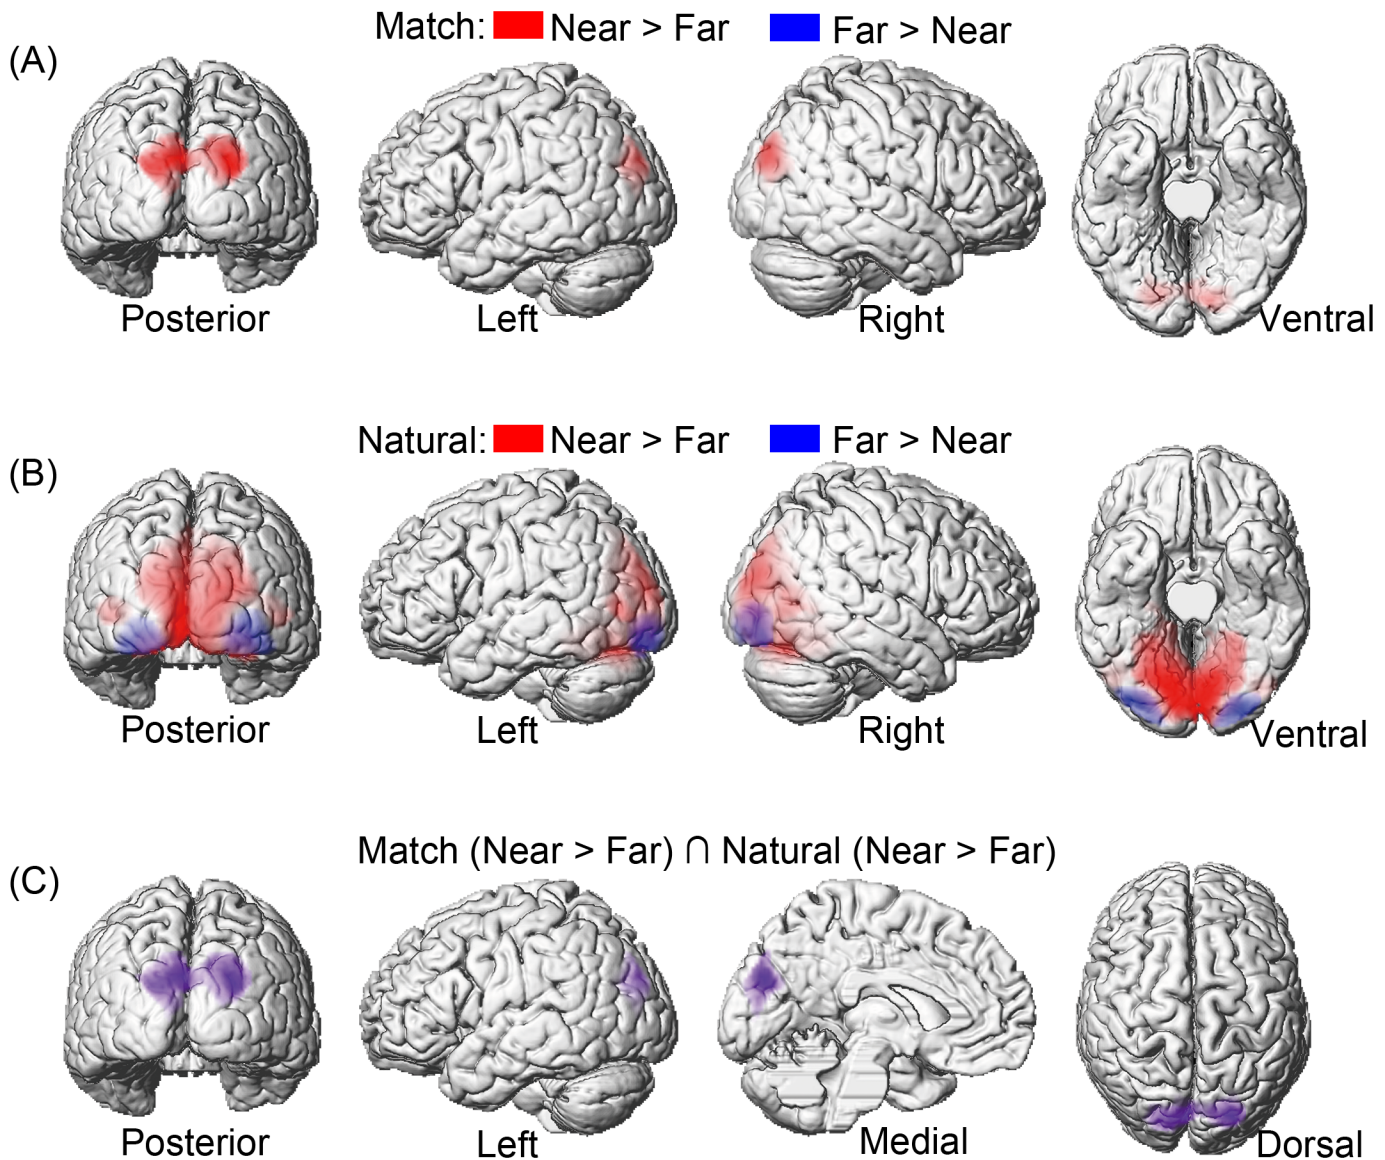 Match: Near > Far Far > Near
(A)
Posterior Left Right Ventral
Natural: Near > Far Far > Near
(B)
Posterior Left Right Ventral
Match (Near > Far) ∩ Natural (Near > Far)
(C)
Posterior Left Medial Dorsal